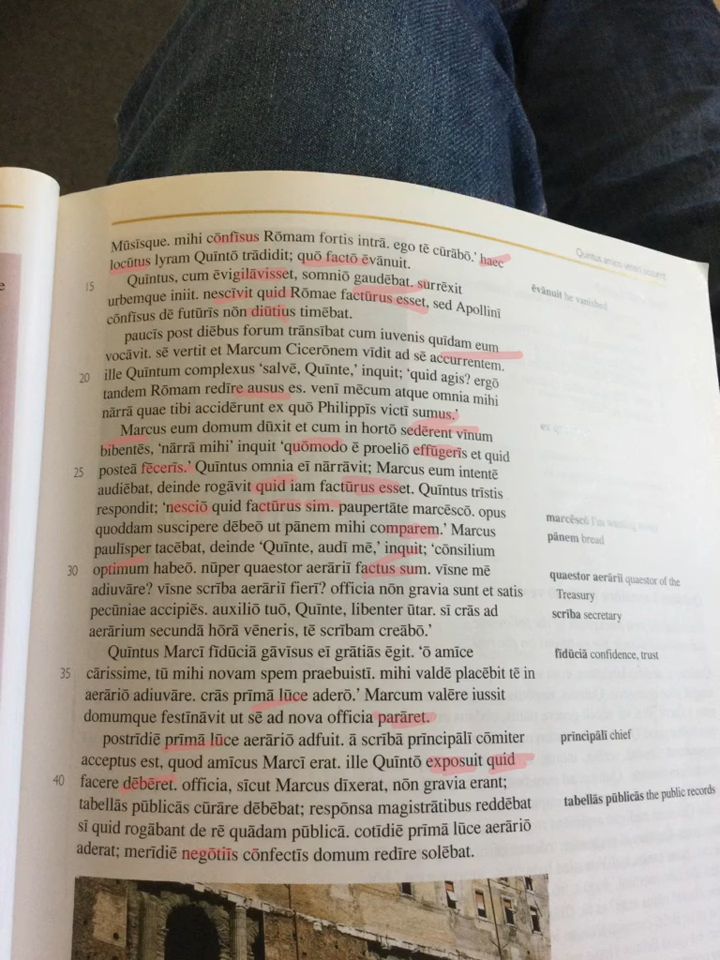 Quīntus amīcōs veterēs
Mūsīsque. mihi cōnfīsus Rōmam fortis intrā. ego tē cūrābō.' haec
locūtus lyram Quīntō trādidit; quō factō ēvānuit.
ēvānuit he vanished
15 Quīntus, cum ēvigilāvisset, somniō gaudēbat. surrēxit
urbemque iniit. nescīvit quid Rōmae factūrus esset, sed Apollinī
cōnfīsus dē futūrīs nōn diūtius timēbat.
paucīs post diēbus forum trānsībat cum iuvenis quīdam eum
vocāvit. sē vertit et Marcum Cicerōnem vīdit ad sē accurrentem.
20 ille Quīntum complexus 'salvē, Quīnte,' inquit; 'quid agis? ergō
tandem Rōmam redīre ausus es. venī mēcum atque omnia mihi
nārrā quae tibi accidērunt ex quō Philippīs victī sumus.'
ex
Marcus eum domum dūxit et cum in hortō sedērent vīnum
bibentēs, 'nārrā mihi' inquit 'quōmodo ē proeliō effūgerīs et quid
25 posteā fēcerīs.' Quīntus omnia eī nārrāvit; Marcus eum intentē
audiēbat, deinde rogāvit quid iam factūrus esset. Quīntus trīstis
respondit; 'nesciō quid factūrus sim. paupertāte marcēscō. opus
marcēscō I'm wasting away
quoddam suscipere dēbeō ut pānem mihi comparem.' Marcus
pānem bread
paulīsper tacēbat, deinde 'Quīnte, audī mē,' inquit; 'cōnsilium
30 optimum habeō. nūper quaestor aerāriī factus sum. vīsne mē
quaestor aerāriī quaestor of the
Treasury
adiuvāre? vīsne scrība aerāriī fierī? officia nōn gravia sunt et satis
scrība secretary
pecūniae accipiēs. auxiliō tuō, Quīnte, libenter ūtar. sī crās ad
aerārium secundā hōrā vēneris, tē scrībam creābō.'
Quīntus Marcī fīdūciā gāvīsus eī grātiās ēgit. 'ō amīce
fīdūciā confidence, trust
35 cārissime, tū mihi novam spem praebuistī. mihi valdē placēbit tē in
aerāriō adiuvāre. crās prīmā lūce aderō.' Marcum valēre iussit
domumque festīnāvit ut sē ad nova officia parāret.
postrīdiē prīmā lūce aerāriō adfuit. ā scrībā prīncipālī cōmiter
prīncipālī chief
acceptus est, quod amīcus Marcī erat. ille Quīntō exposuit quid
40 facere dēbēret. officia, sīcut Marcus dīxerat, nōn gravia erant;
tabellās pūblicās cūrāre dēbēbat; respōnsa magistrātibus reddēbat
tabellās pūblicās the public records
sī quid rogābant de rē quādam pūblicā. cotīdiē prīmā lūce aerāriō
aderat; merīdiē negōtiīs cōnfectīs domum redīre solēbat.